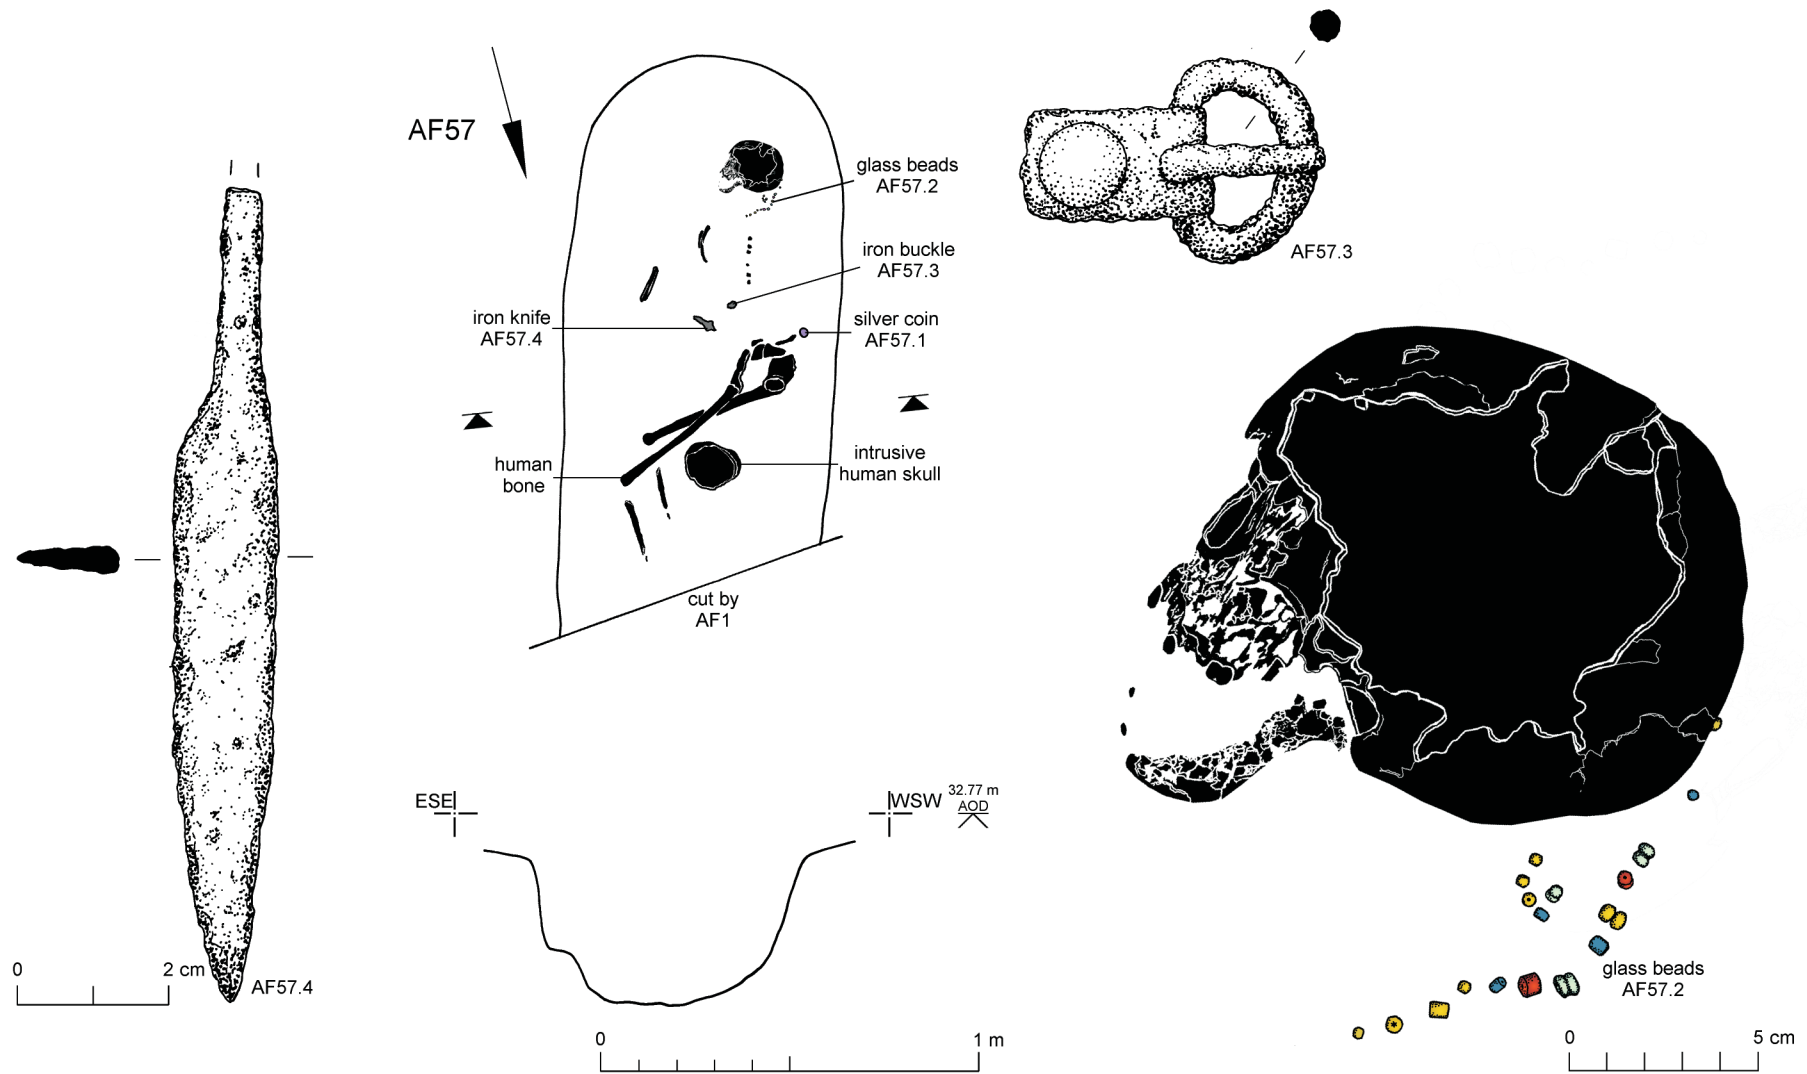 AF57
glass beads
AF57.2
iron buckle
AF57.3
silver coin
AF57.1
iron knife
AF57.4
human
bone
intrusive
human skull
cut by
AF1
AF57.3
ESE
WSW
32.77 m
AOD
0
2 cm
AF57.4
glass beads
AF57.2
0
1 m
0
5 cm